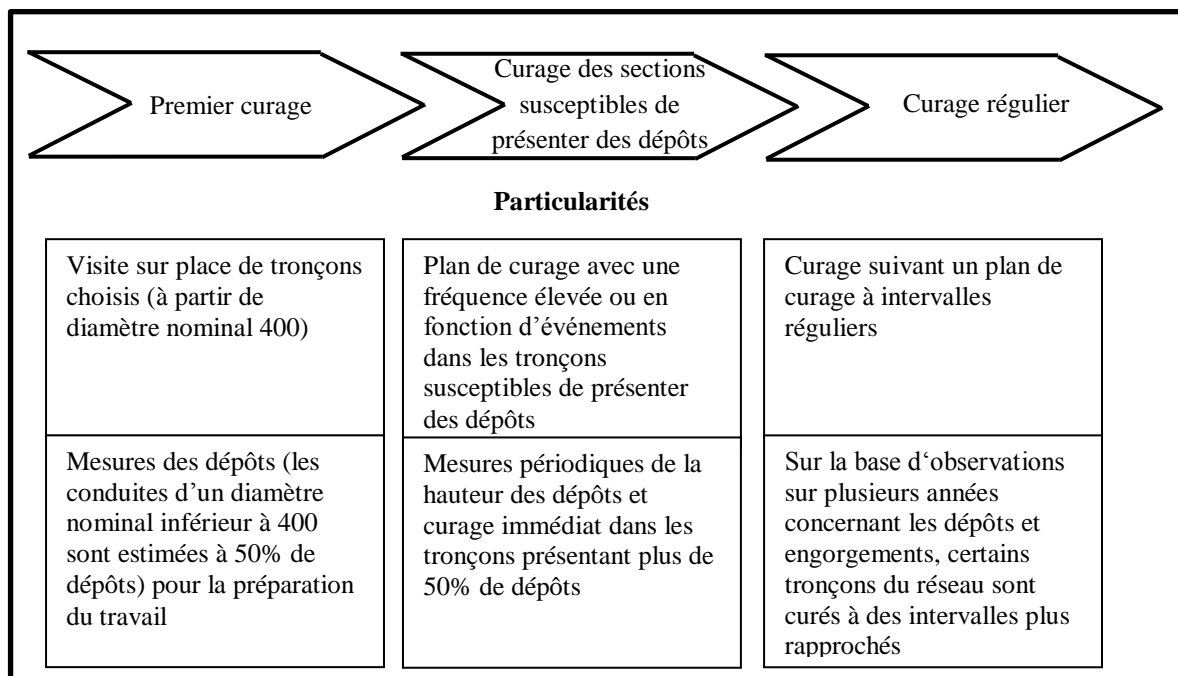 Premier curage
Curage des sections
susceptibles de
présenter des dépôts
Curage régulier
Particularités
Visite sur place de tronçons
choisis (à partir de
diamètre nominal 400)
Plan de curage avec une
fréquence élevée ou en
fonction d’événements
dans les tronçons
susceptibles de présenter
des dépôts
Curage suivant un plan de
curage à intervalles
réguliers
Mesures des dépôts (les
conduites d’un diamètre
nominal inférieur à 400
sont estimées à 50% de
dépôts) pour la préparation
du travail
Mesures périodiques de la
hauteur des dépôts et
curage immédiat dans les
tronçons présentant plus de
50% de dépôts
Sur la base d‘observations
sur plusieurs années
concernant les dépôts et
engorgements, certains
tronçons du réseau sont
curés à des intervalles plus
rapprochés